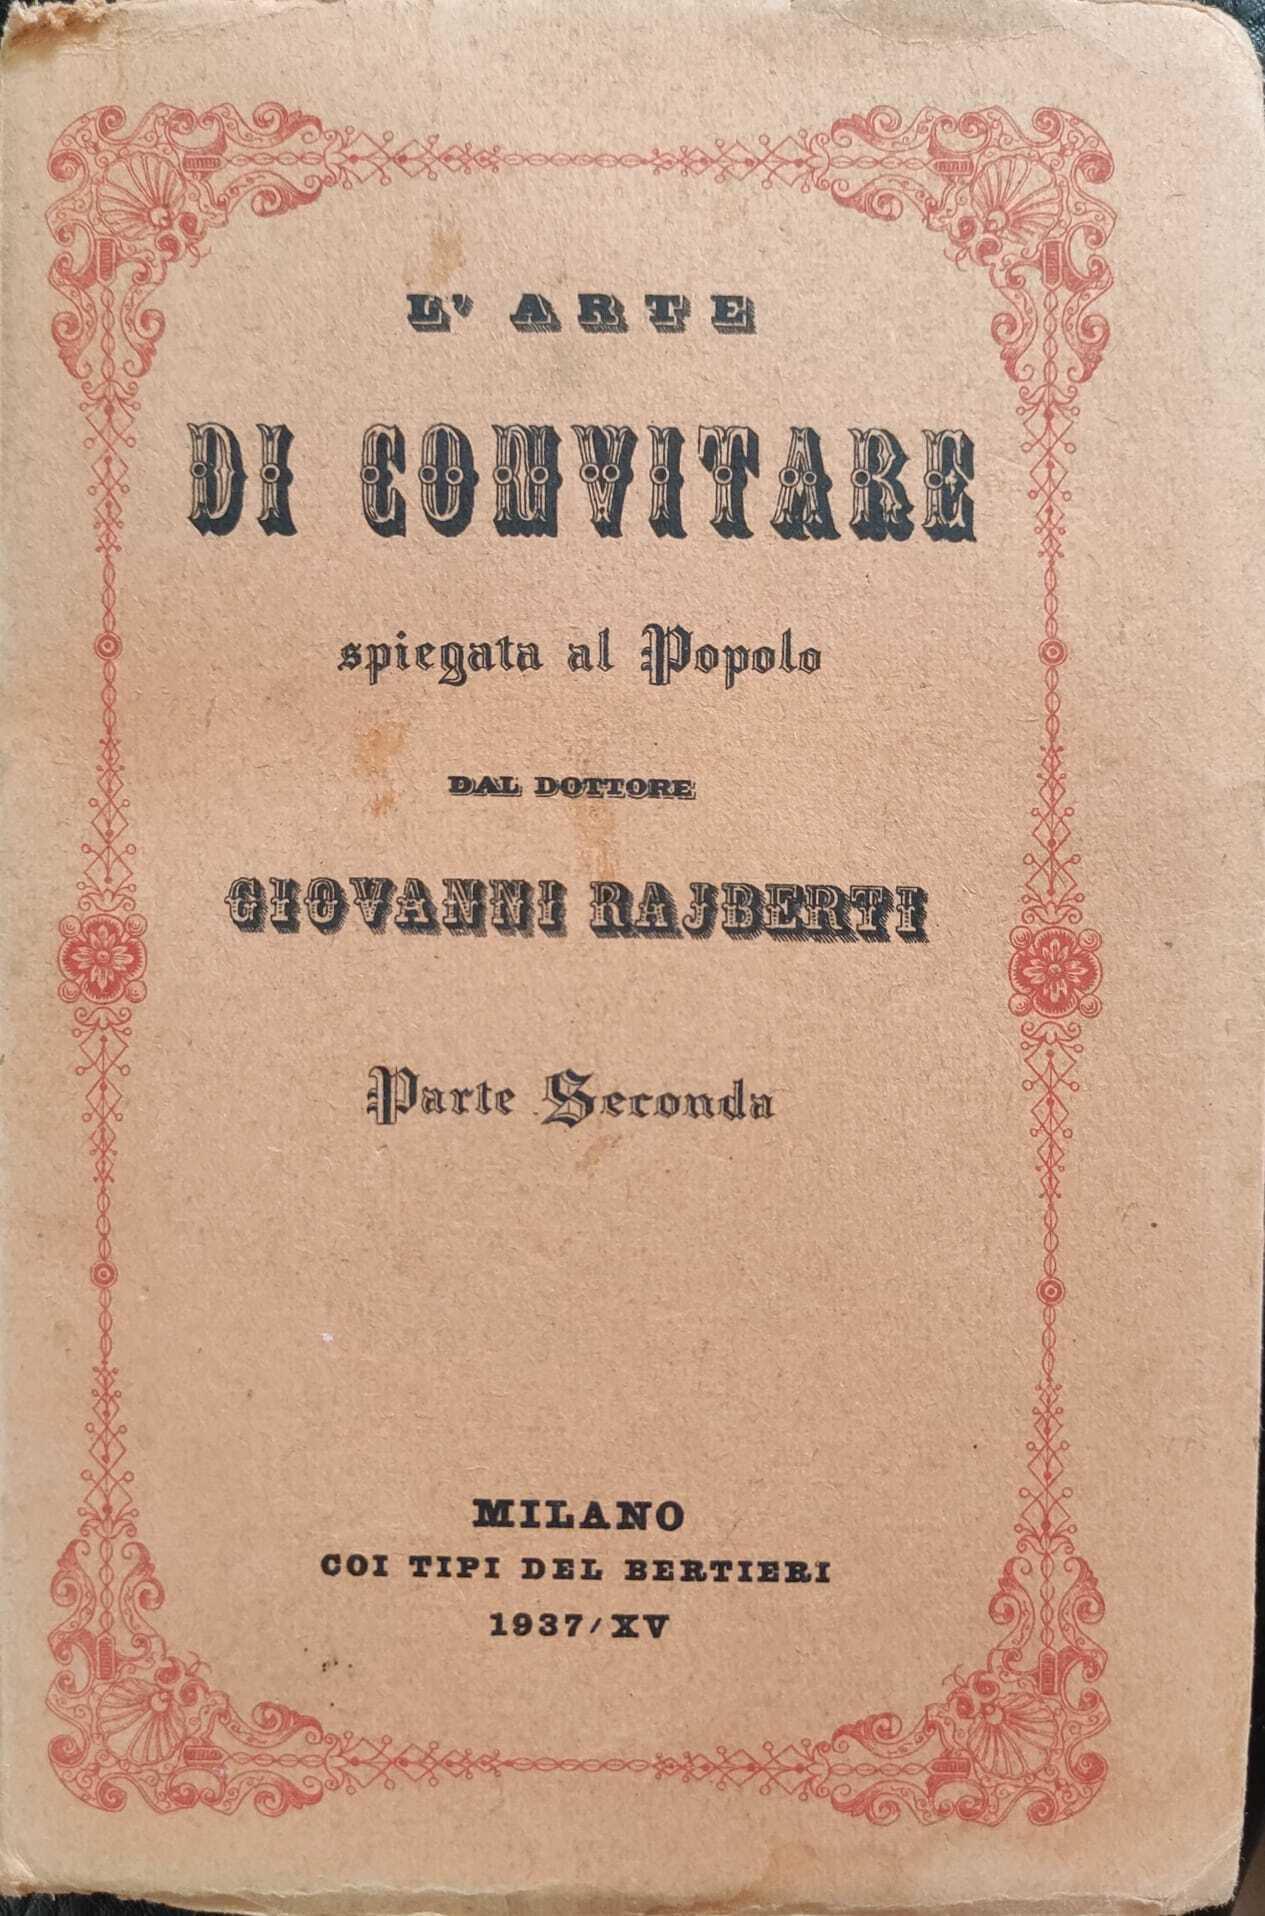 L' ARTE
DI CONVITARE
spiegata al Popolo
DAL DOTTORE
GIOVANNI RAJBERTI
Parte Seconda
MILANO
COI TIPI DEL BERTIERI
1937/XV